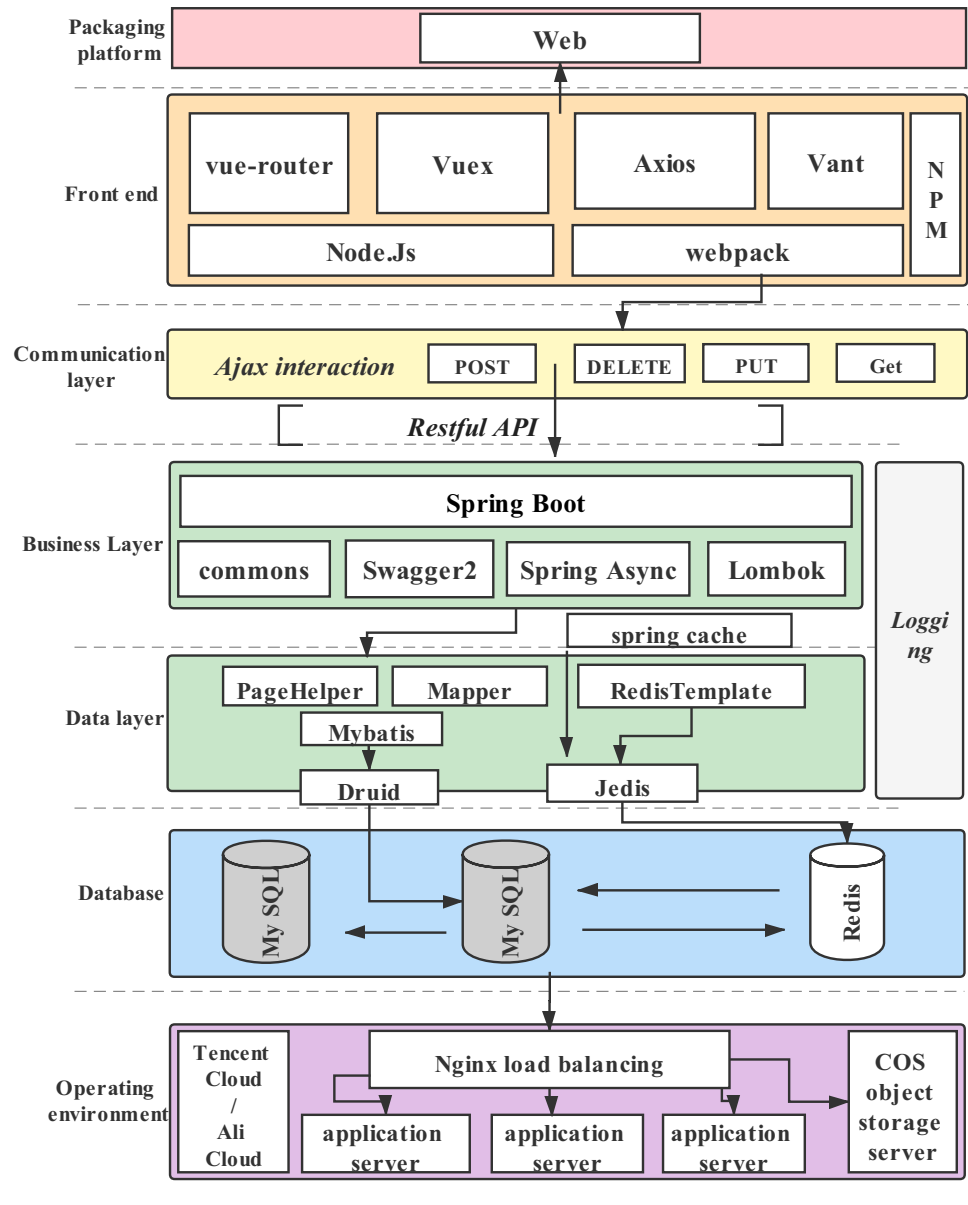 Packaging
platform
Web
Front end
vue-router
Vuex
Axios
Vant
N
P
M
Node.Js
webpack
Communication
layer
Ajax interaction
POST
DELETE
PUT
Get
Restful API
Business Layer
Spring Boot
commons
Swagger2
Spring Async
Lombok
Loggi
ng
spring cache
Data layer
PageHelper
Mapper
RedisTemplate
Mybatis
Druid
Jedis
Database
My SQL
My SQL
Redis
Operating
environment
Tencent
Cloud
/
Ali
Cloud
Nginx load balancing
application
server
application
server
application
server
COS
object
storage
server